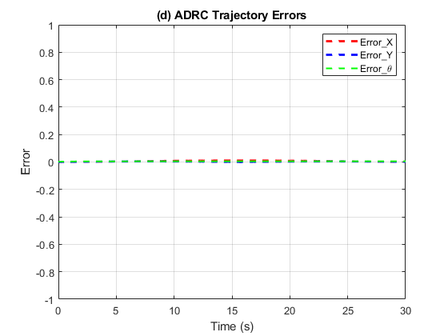 (d) ADRC Trajectory Errors
1
0.8
0.6
0.4
0.2
0
-0.2
-0.4
-0.6
-0.8
-1
Error
Error_X
Error_Y
Error_θ
0 5 10 15 20 25 30
Time (s)